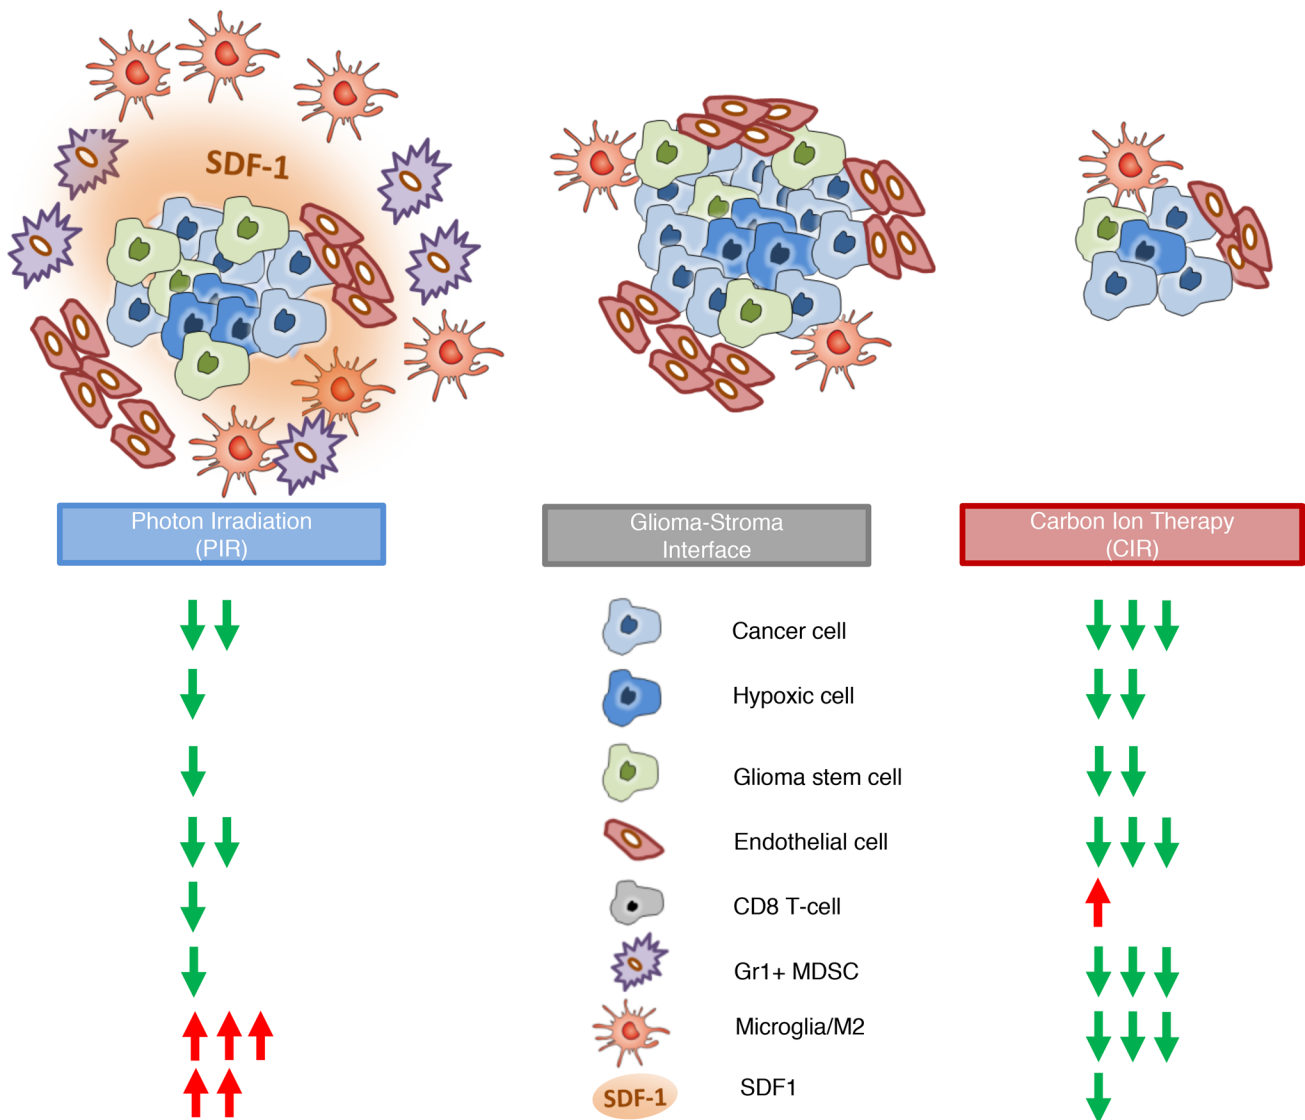 SDF-1
Photon Irradiation
(PIR)
Glioma-Stroma
Interface
Carbon Ion Therapy
(CIR)
Cancer cell
Hypoxic cell
Glioma stem cell
Endothelial cell
CD8 T-cell
Gr1+ MDSC
Microglia/M2
SDF-1
SDF1